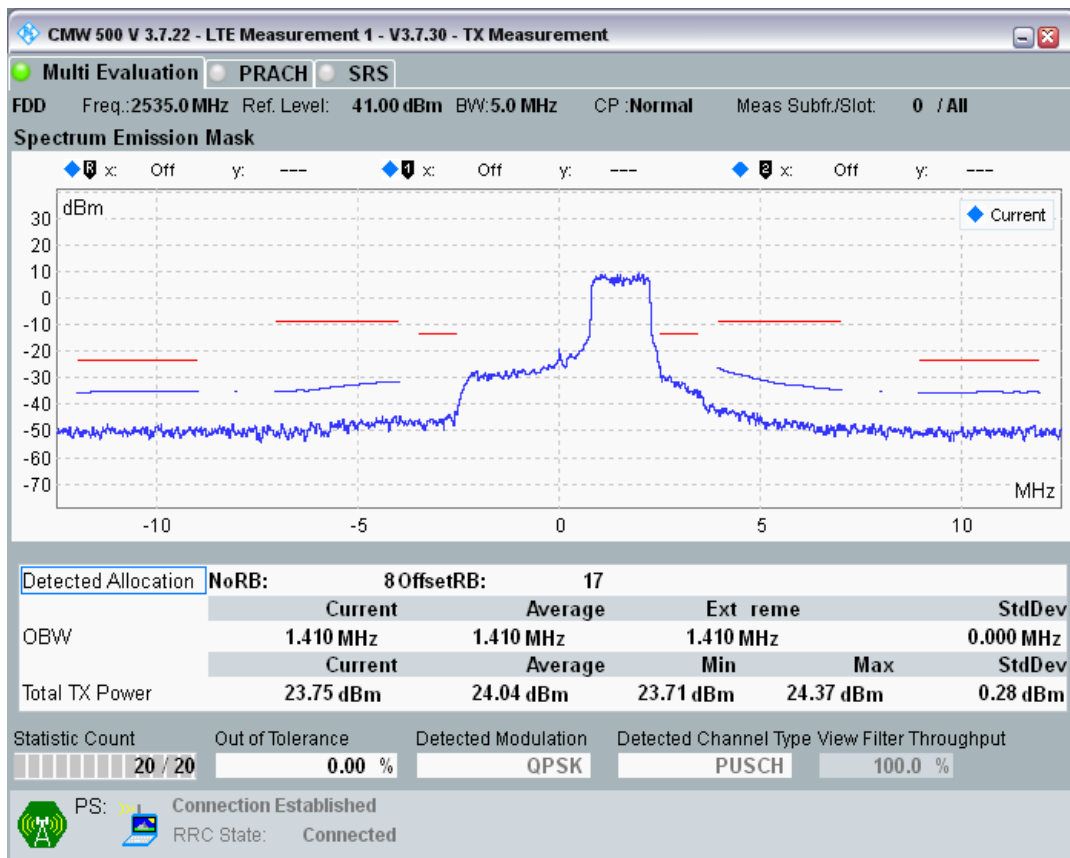 CMW 500 V 3.7.22 - LTE Measurement 1 - V3.7.30 - TX Measurement
Multi Evaluation PRACH SRS
FDD Freq.:2535.0 MHz Ref. Level: 41.00 dBm BW:5.0 MHz CP :Normal Meas Subfr./Slot: 0 / All
Spectrum Emission Mask
R x: Off y: --- 1 x: Off y: --- 2 x: Off y: ---
dBm
Current
30
20
10
0
-10
-20
-30
-40
-50
-60
-70
MHz
-10 -5 0 5 10
Detected Allocation NoRB: 8 OffsetRB: 17
Current Average Ext reme StdDev
OBW 1.410 MHz 1.410 MHz 1.410 MHz 0.000 MHz
Current Average Min Max StdDev
Total TX Power 23.75 dBm 24.04 dBm 23.71 dBm 24.37 dBm 0.28 dBm
Statistic Count Out of Tolerance Detected Modulation Detected Channel Type View Filter Throughput
20 / 20 0.00 % QPSK PUSCH 100.0 %
PS: Connection Established
RRC State: Connected